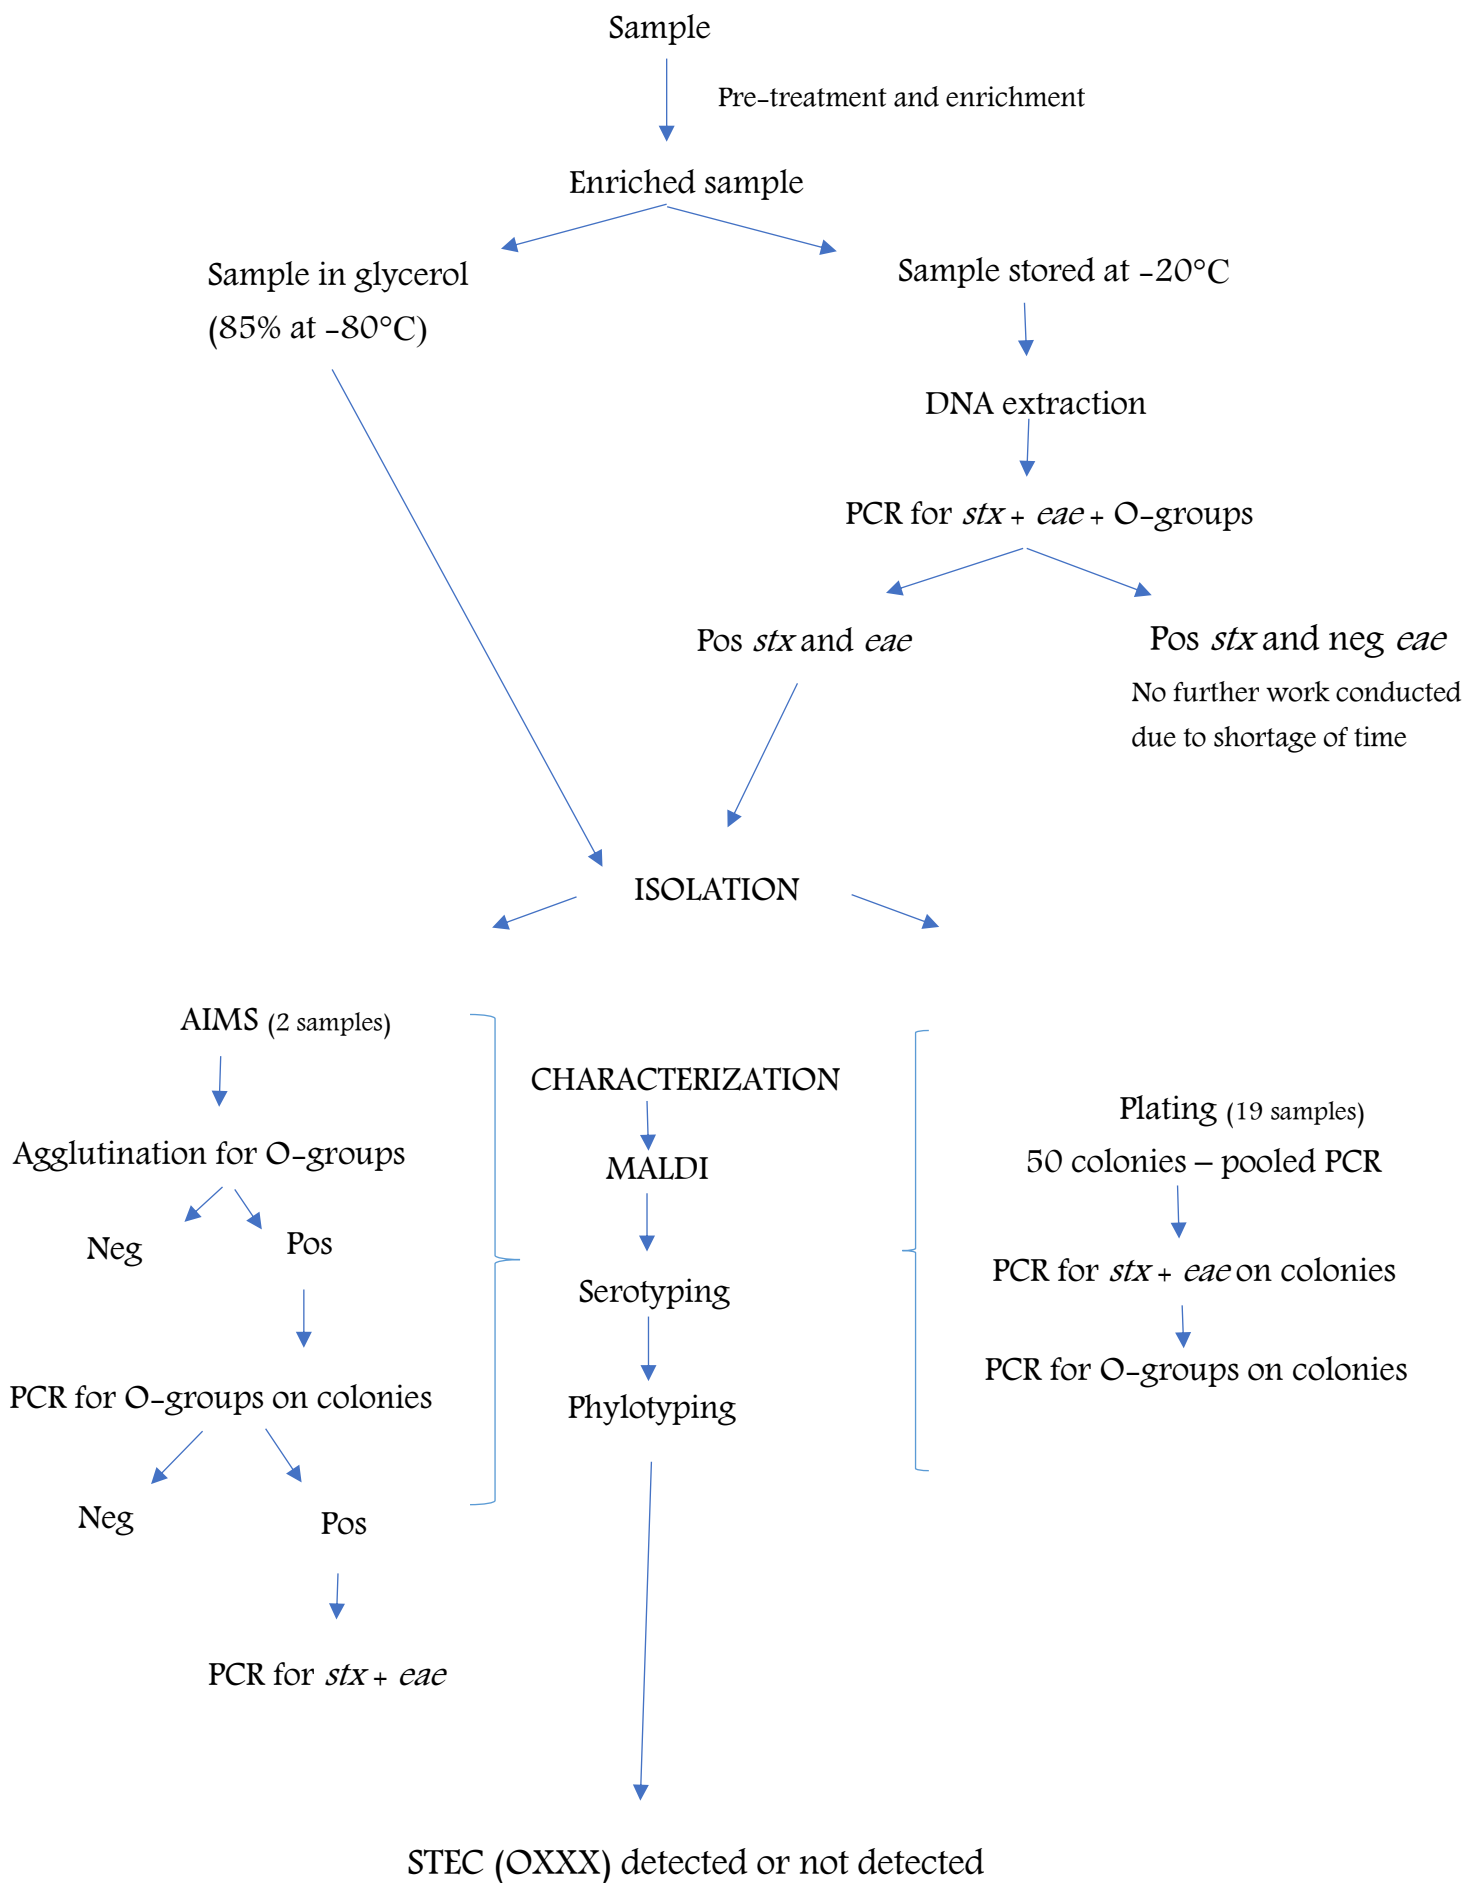 Sample
Pre-treatment and enrichment
Enriched sample
Sample in glycerol
(85% at -80°C)
Sample stored at -20°C
DNA extraction
PCR for stx + eae + O-groups
Pos stx and eae
Pos stx and neg eae
No further work conducted
due to shortage of time
ISOLATION
AIMS (2 samples)
Agglutination for O-groups
Neg
Pos
PCR for O-groups on colonies
Neg
Pos
PCR for stx + eae
CHARACTERIZATION
MALDI
Serotyping
Phylotyping
Plating (19 samples)
50 colonies – pooled PCR
PCR for stx + eae on colonies
PCR for O-groups on colonies
STEC (OXXX) detected or not detected